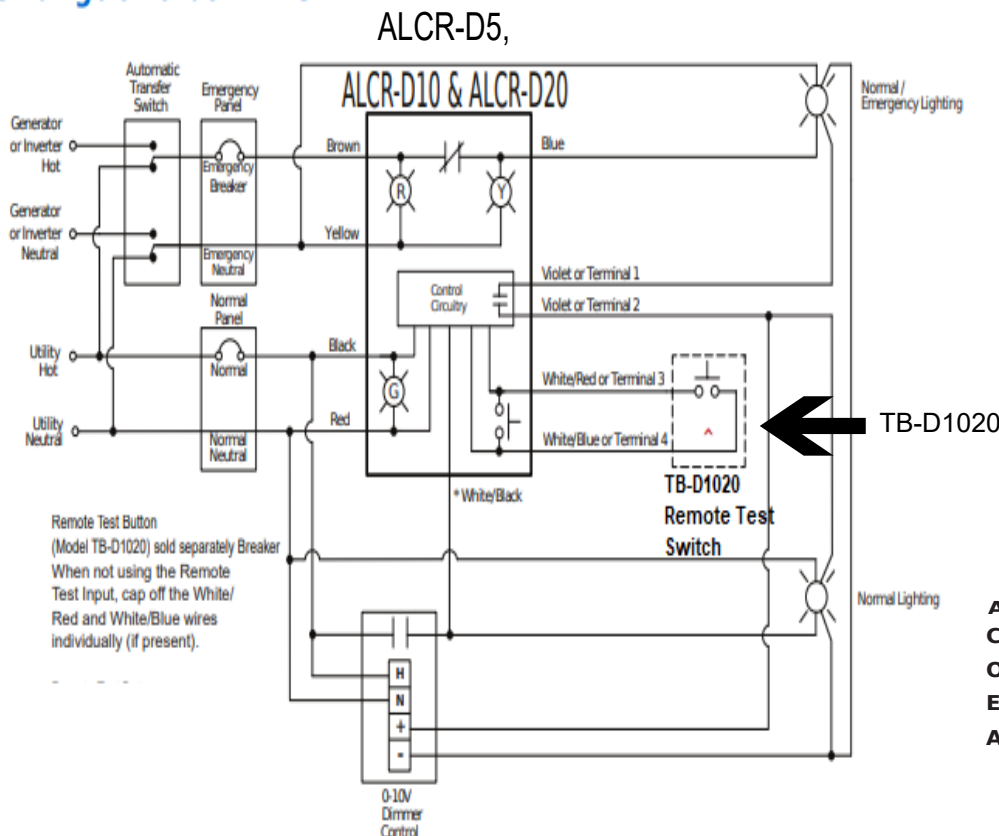 ALCR-D5,
ALCR-D10 & ALCR-D20
Automatic
Transfer
Switch
Emergency
Panel
Generator
or Inverter
Hot
Generator
or Inverter
Neutral
Emergency
Breaker
Emergency
Neutral
Brown
Blue
Yellow
R
Y
Normal /
Emergency Lighting
Control
Circuitry
Violet or Terminal 1
Violet or Terminal 2
Normal
Panel
Utility
Hot
Normal
Black
G
White/Red or Terminal 3
Utility
Neutral
Normal
Neutral
Red
White/Blue or Terminal 4
^
TB-D1020
TB-D1020
Remote Test
Switch
* White/Black
Remote Test Button
(Model TB-D1020) sold separately Breaker
When not using the Remote
Test Input, cap off the White/
Red and White/Blue wires
individually (if present).
Normal Lighting
H
N
+
-
0-10V
Dimmer
Control
A
E
A